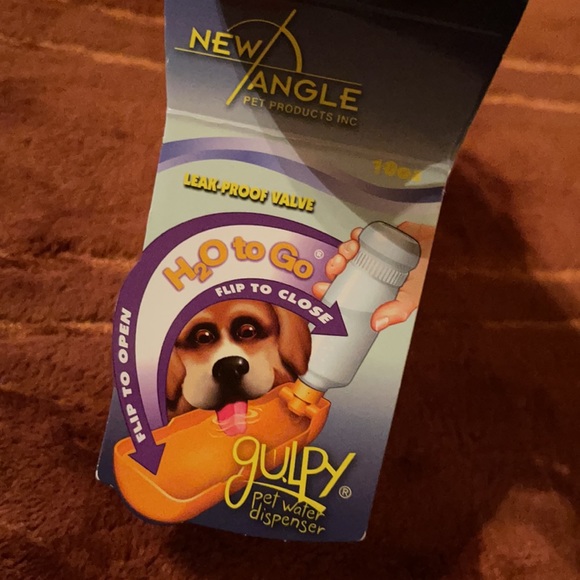 NEW
ANGLE
PET PRODUCTS INC
18oz
LEAK-PROOF VALVE
H2O to Go®
FLIP TO CLOSE
FLIP TO OPEN
gulpy®
pet water
dispenser